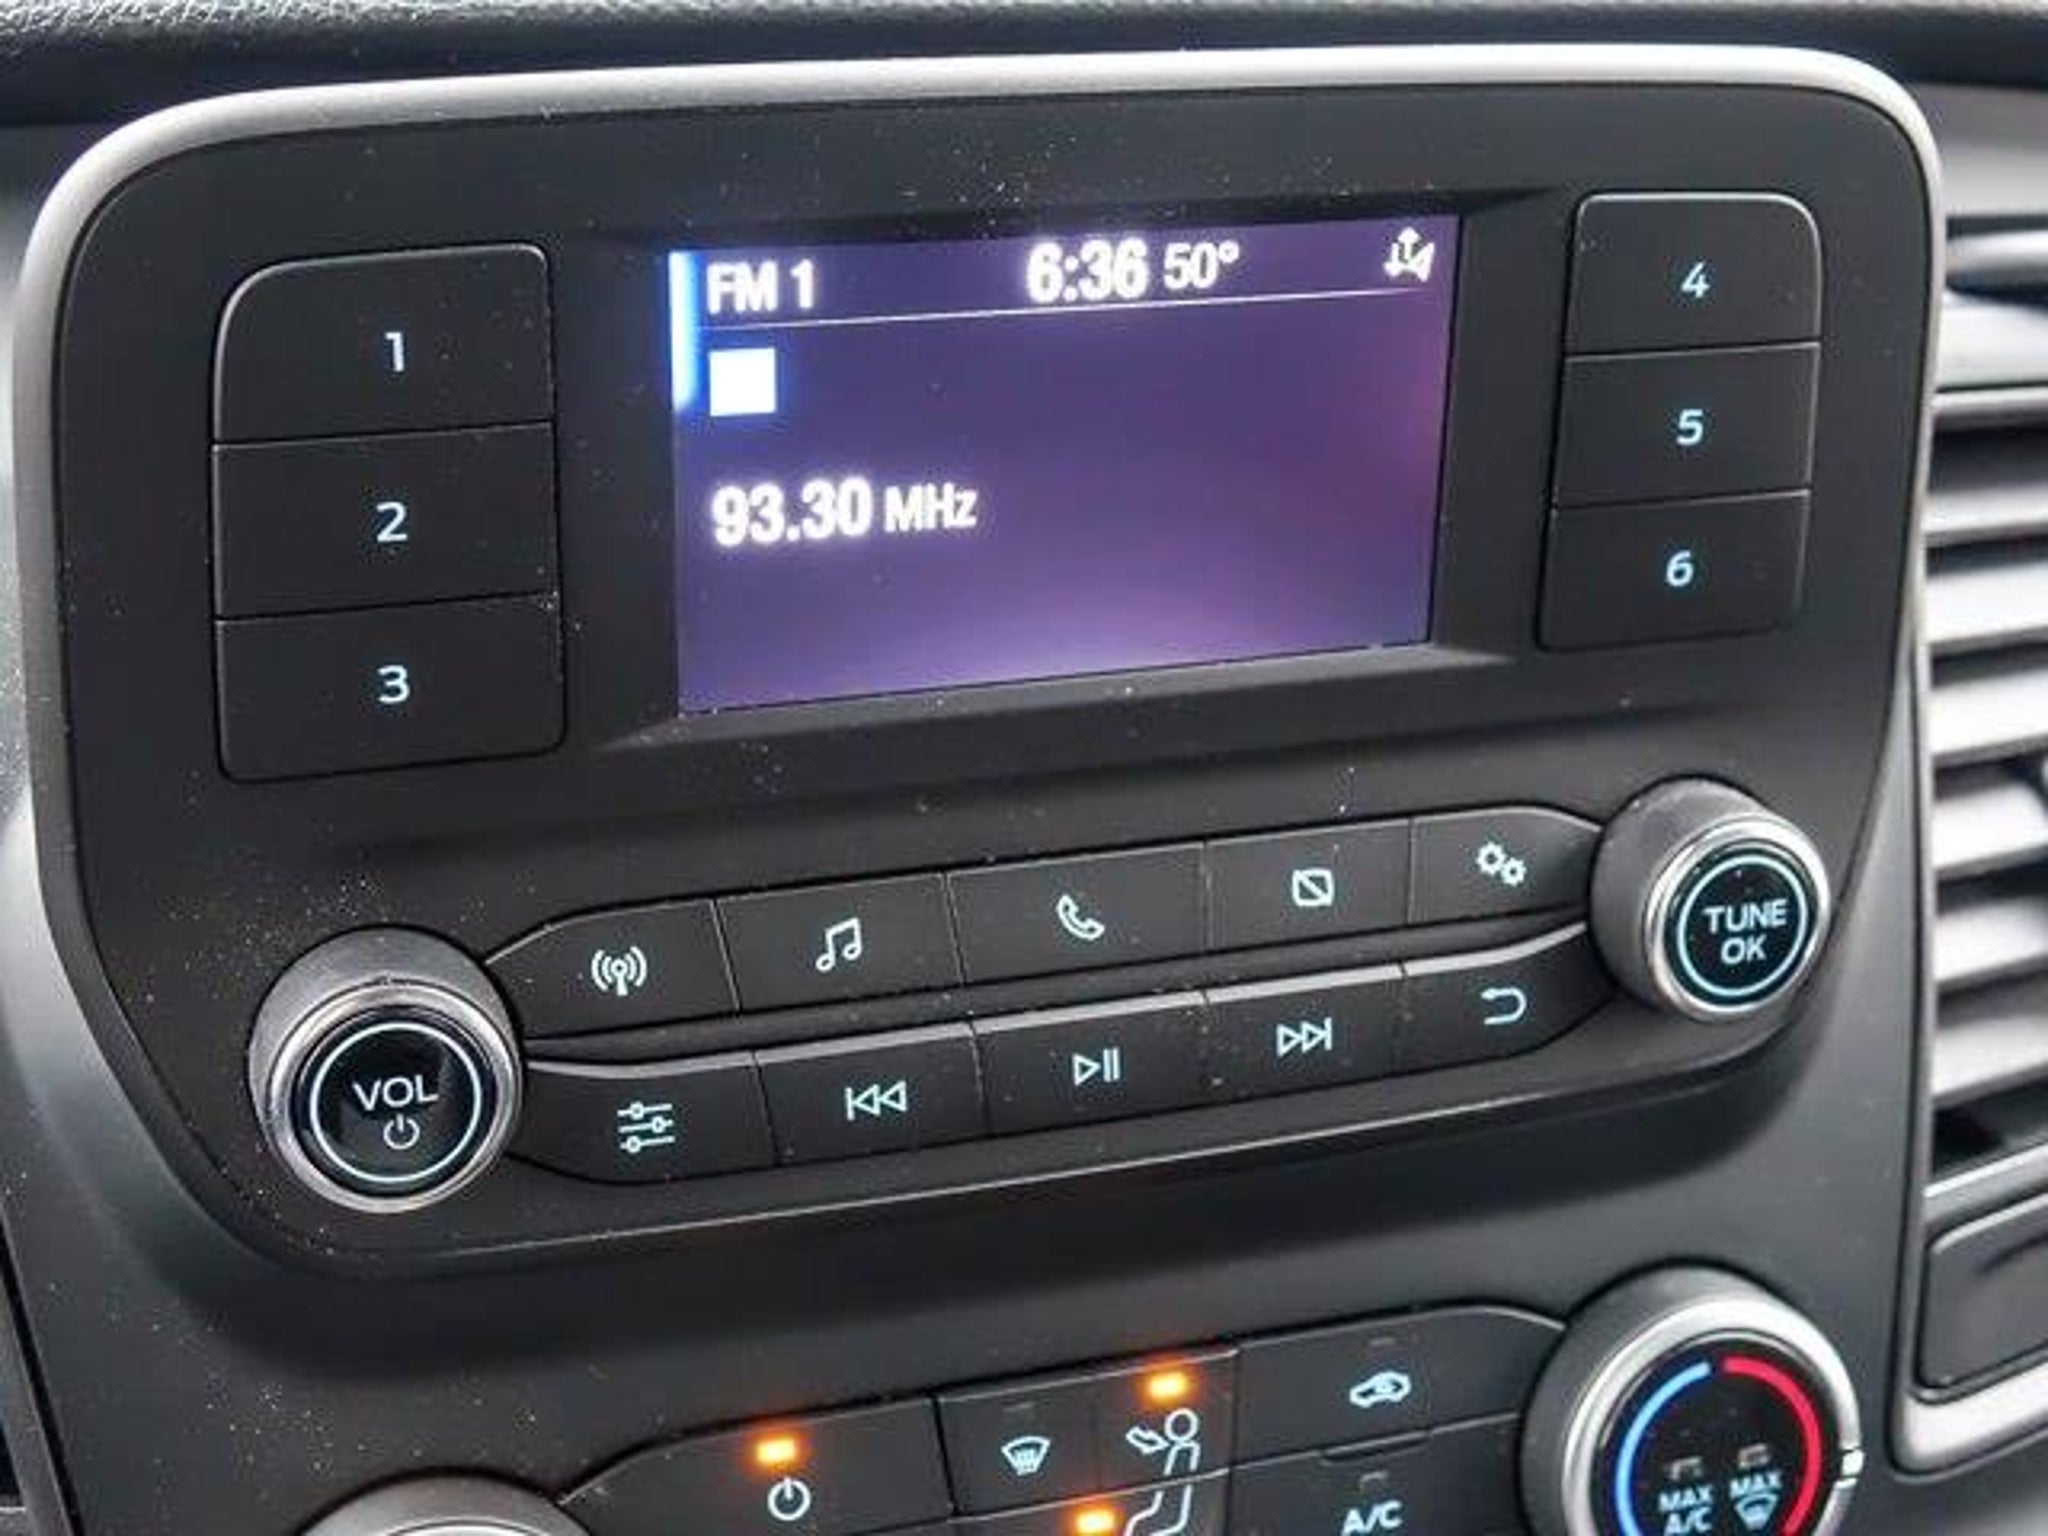 FM 1
6:36 50°
93.30 MHz
1
2
3
4
5
6
VOL
TUNE
OK
A/C
MAX
A/C
MAX